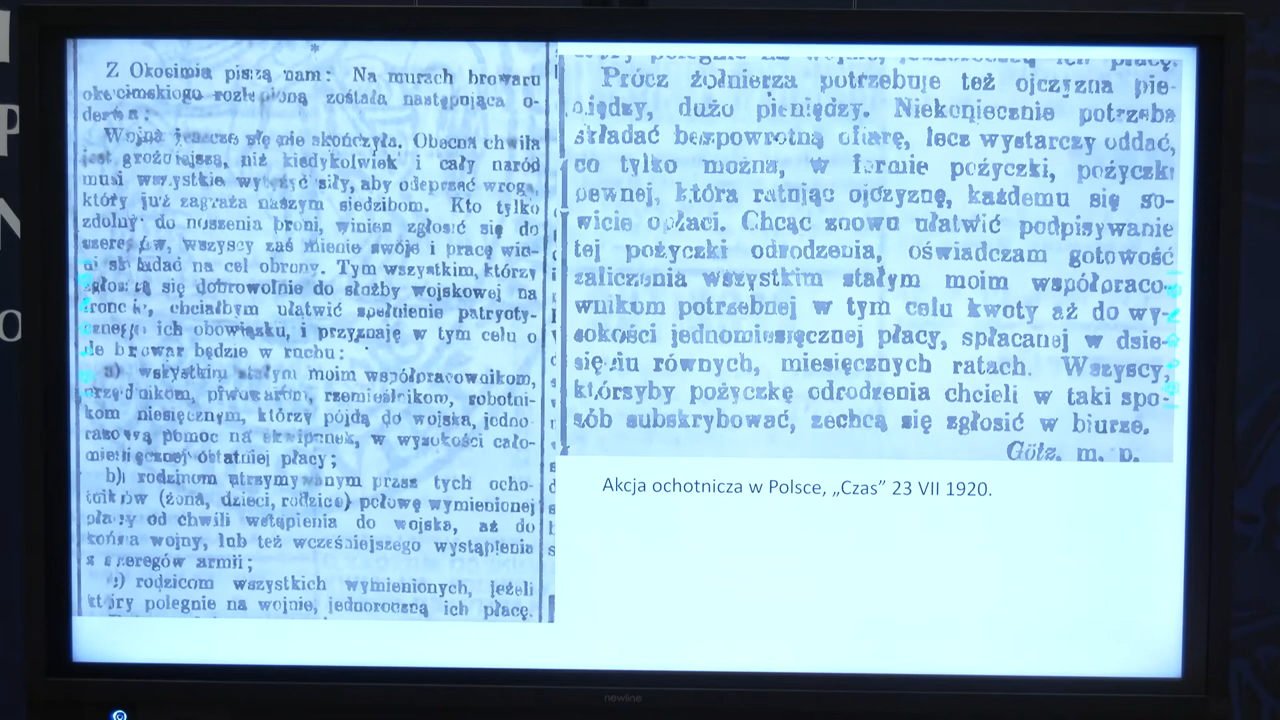 *
Z Okocimia piszą nam: Na murach browaru
okocimskiego rozlepioną została następująca o-
dezwa:
Wojna jeszcze się nie skończyła. Obecna chwila
jest groźniejszą, niż kiedykolwiek i cały naród
musi wszystkie wytężyć siły, aby odeprzeć wroga,
który już zagraża naszym siedzibom. Kto tylko
zdolny do noszenia broni, winien zgłosić się do
szeregów, wszyscy zaś mienie swoje i pracę win-
ni składać na cel obrony. Tym wszystkim, którzy
zgłoszą się dobrowolnie do służby wojskowej na
froncie, chciałbym ułatwić spełnienie patryoty-
cznego ich obowiązku, i przyznaję w tym celu o
ile browar będzie w ruchu:
a) wszystkim stałym moim współpracownikom,
urzędnikom, piwowarom, rzemieślnikom, robotni-
kom miesięcznym, którzy pójdą do wojska, jedno-
razową pomoc na ekwipunek, w wysokości cało-
miesięcznej ostatniej płacy;
b) rodzinom utrzymywanym przez tych ocho-
tników (żona, dzieci, rodzice) połowę wymienionej
płacy od chwili wstąpienia do wojska, aż do
końca wojny, lub też wcześniejszego wystąpienia
z szeregów armii;
c) rodzicom wszystkich wymienionych, jeżeli
który polegnie na wojnie, jednoroczną ich płacę.
Prócz żołnierza potrzebuje też ojczyzna pie-
niędzy, dużo pieniędzy. Niekoniecznie potrzeba
składać bezpowrotną ofiarę, lecz wystarczy oddać,
co tylko można, w formie pożyczki, pożyczki
pewnej, która ratując ojczyznę, każdemu się so-
wicie opłaci. Chcąc znowu ułatwić podpisywanie
tej pożyczki odrodzenia, oświadczam gotowość
zaliczenia wszystkim stałym moim współpraco-
wnikom potrzebnej w tym celu kwoty aż do wy-
sokości jednomiesięcznej płacy, spłacanej w dzie-
sięciu równych, miesięcznych ratach. Wszyscy,
którzyby pożyczkę odrodzenia chcieli w taki spo-
sób subskrybować, zechcą się zgłosić w biurze.
Götz, m. p.
Akcja ochotnicza w Polsce, „Czas” 23 VII 1920.
newline